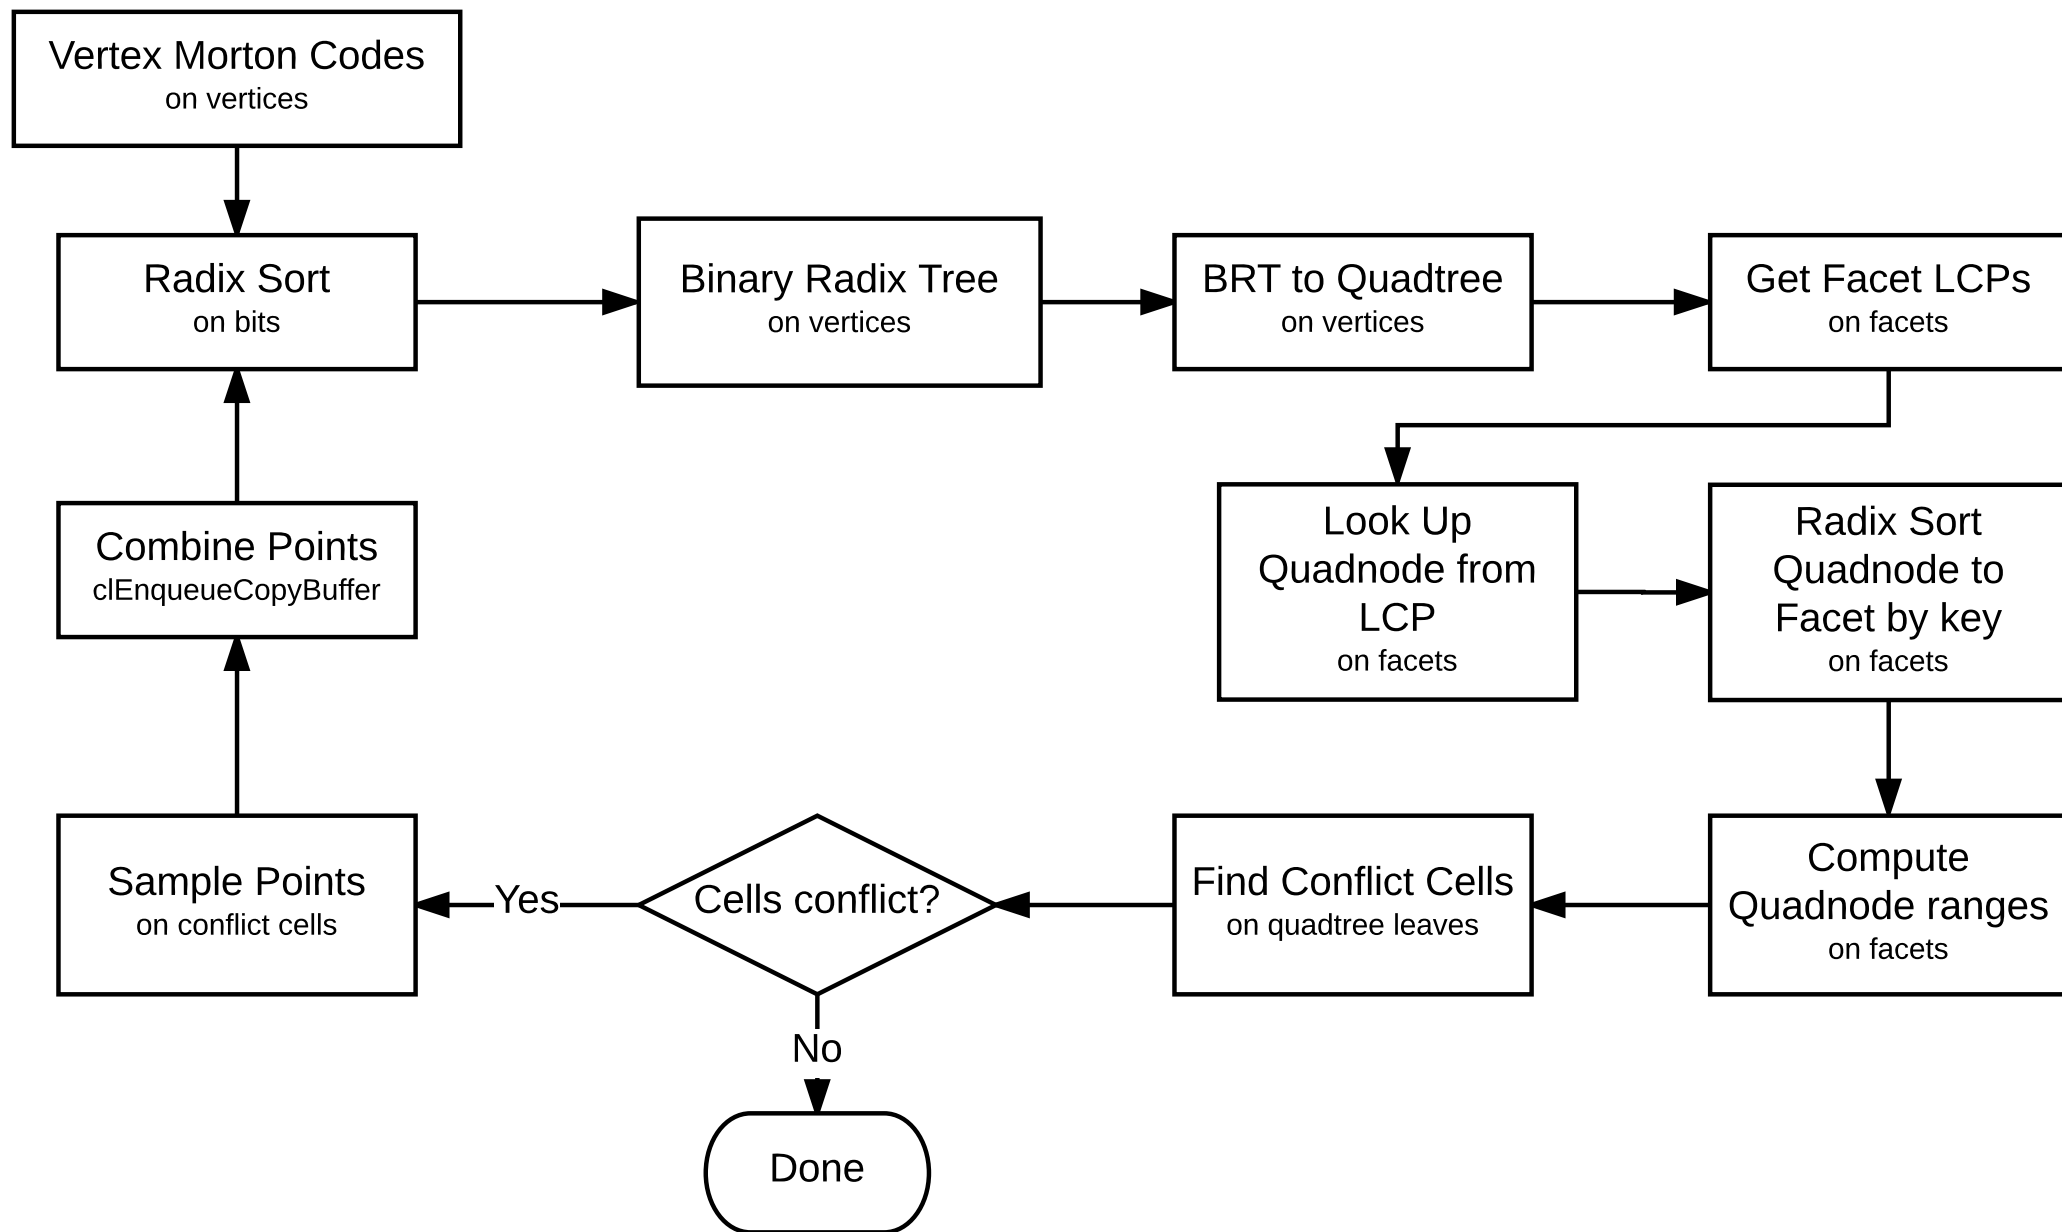 Vertex Morton Codes
on vertices
Radix Sort
on bits
Binary Radix Tree
on vertices
BRT to Quadtree
on vertices
Get Facet LCPs
on facets
Look Up
Quadnode from
LCP
on facets
Radix Sort
Quadnode to
Facet by key
on facets
Combine Points
clEnqueueCopyBuffer
Sample Points
on conflict cells
Yes
Cells conflict?
Find Conflict Cells
on quadtree leaves
Compute
Quadnode ranges
on facets
No
Done